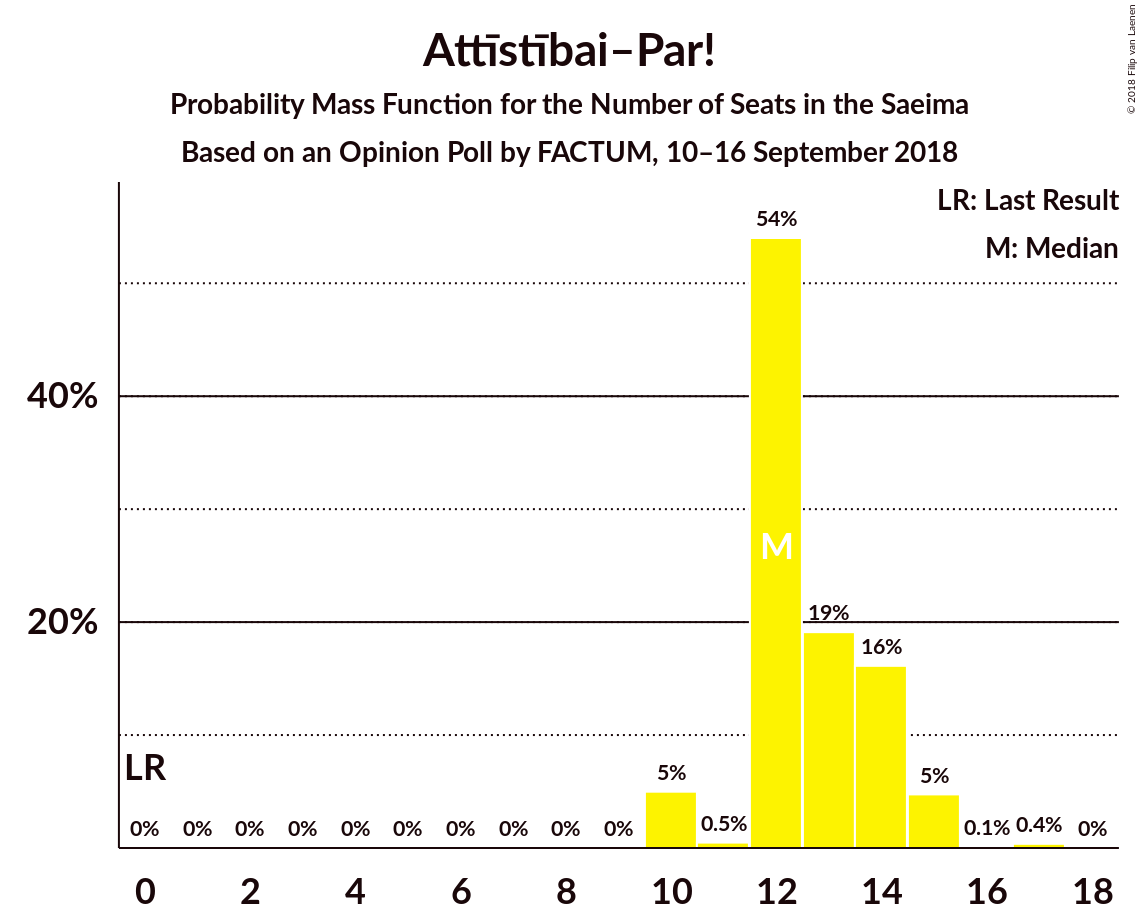 Attīstībai–Par!
Probability Mass Function for the Number of Seats in the Saeima
Based on an Opinion Poll by FACTUM, 10–16 September 2018
© 2018 Filip van Laenen
LR: Last Result
M: Median
54%
40%
M
20%
19%
16%
LR
5%
5%
0% 0% 0% 0% 0% 0% 0% 0% 0% 0% 0.5% 0.1% 0.4% 0%
0 2 4 6 8 10 12 14 16 18